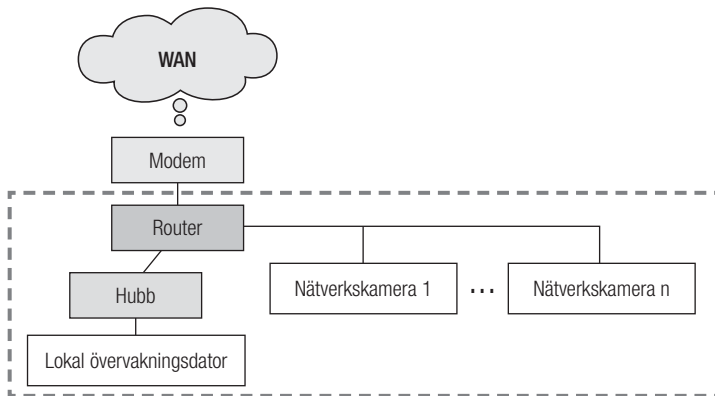 WAN
Modem
Router
Hubb
Nätverkskamera 1
...
Nätverkskamera n
Lokal övervakningsdator